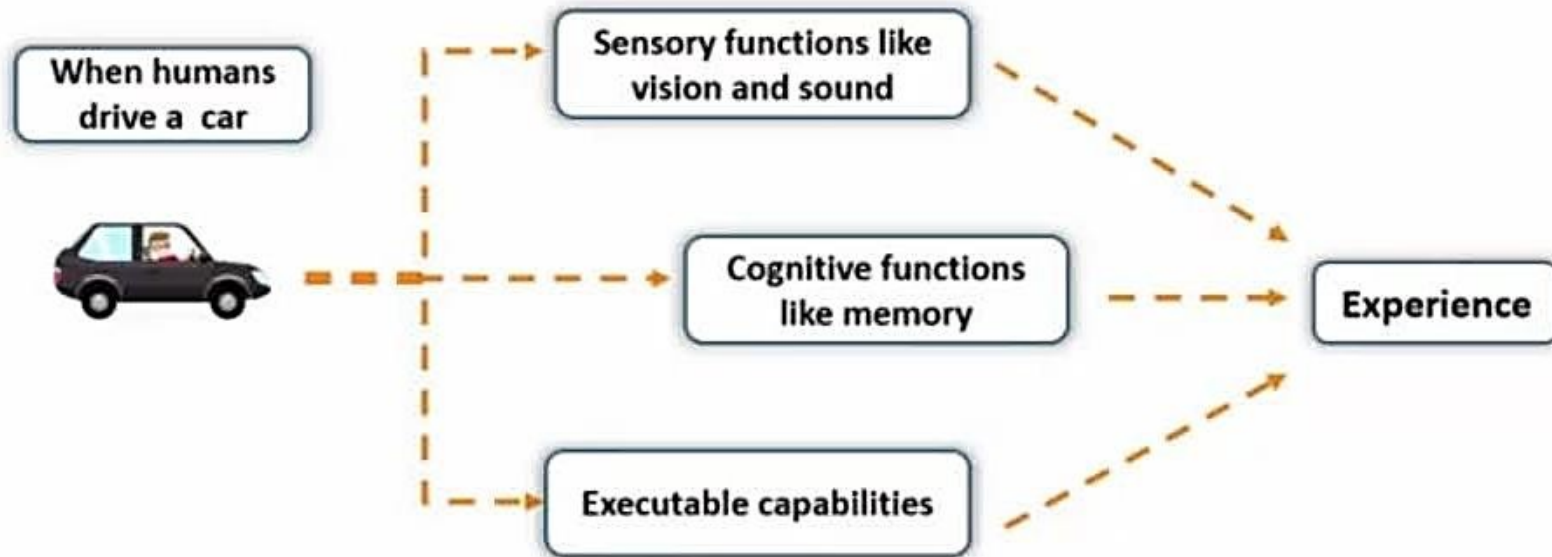 When humans
drive a car
Sensory functions like
vision and sound
Cognitive functions
like memory
Experience
Executable capabilities